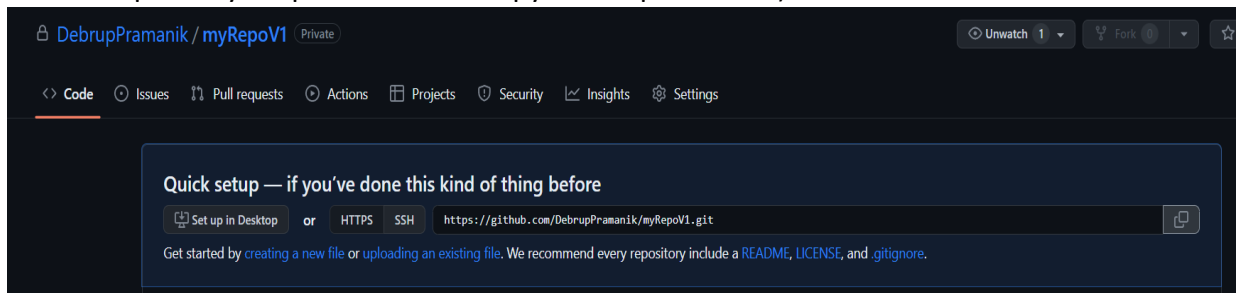 DebrupPramanik / myRepoV1 Private
Unwatch 1 Fork 0
<> Code Issues Pull requests Actions Projects Security Insights Settings
Quick setup — if you've done this kind of thing before
Set up in Desktop or HTTPS SSH https://github.com/DebrupPramanik/myRepoV1.git
Get started by creating a new file or uploading an existing file. We recommend every repository include a README, LICENSE, and .gitignore.